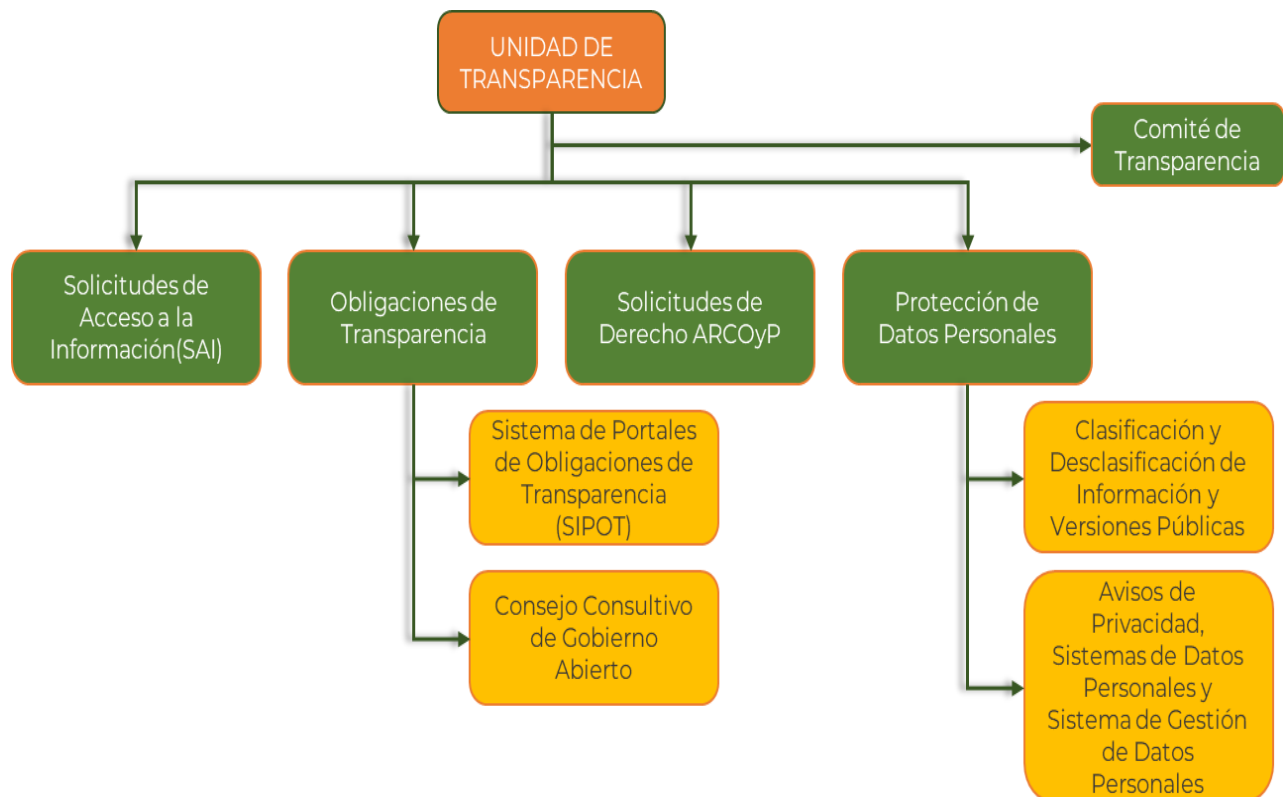 UNIDAD DE
TRANSPARENCIA
Comité de
Transparencia
Solicitudes de
Acceso a la
Información(SAI)
Obligaciones de
Transparencia
Solicitudes de
Derecho ARCOyP
Protección de
Datos Personales
Sistema de Portales
de Obligaciones de
Transparencia
(SIPOT)
Clasificación y
Desclasificación de
Información y
Versiones Públicas
Consejo Consultivo
de Gobierno
Abierto
Avisos de
Privacidad,
Sistemas de Datos
Personales y
Sistema de Gestión
de Datos
Personales